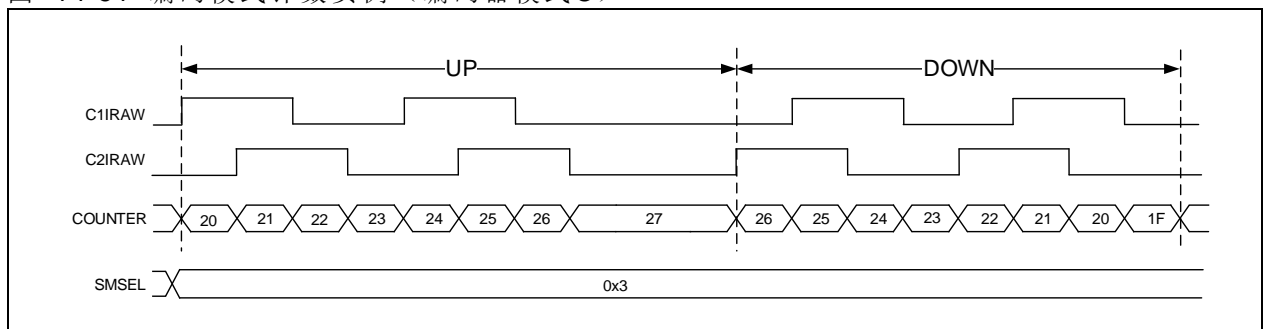 UP DOWN
C1IRAW
C2IRAW
COUNTER 20 21 22 23 24 25 26 27 26 25 24 23 22 21 20 1F
SMSEL 0x3